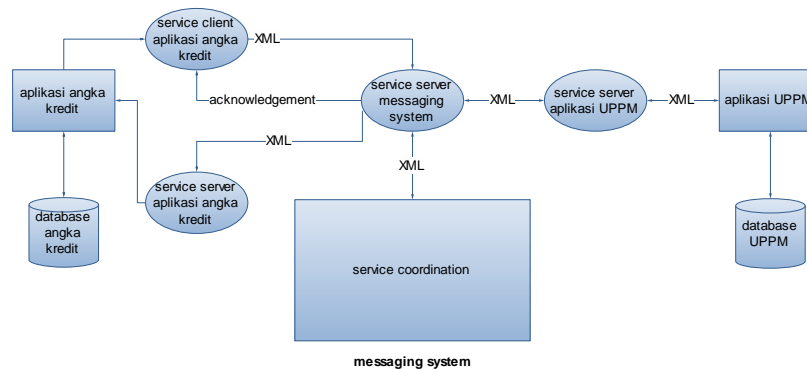 service client
aplikasi angka
kredit
XML
aplikasi angka
kredit
acknowledgement
service server
messaging
system
XML
service server
aplikasi UPPM
XML
aplikasi UPPM
XML
XML
service server
aplikasi angka
kredit
database
angka
kredit
database
UPPM
service coordination
messaging system